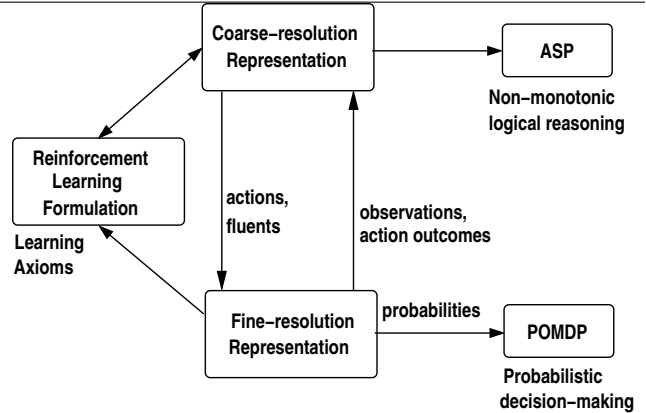 Coarse−resolution
Representation
ASP
Non−monotonic
logical reasoning
Reinforcement
Learning
Formulation
Learning
Axioms
actions,
fluents
observations,
action outcomes
Fine−resolution
Representation
probabilities
POMDP
Probabilistic
decision−making